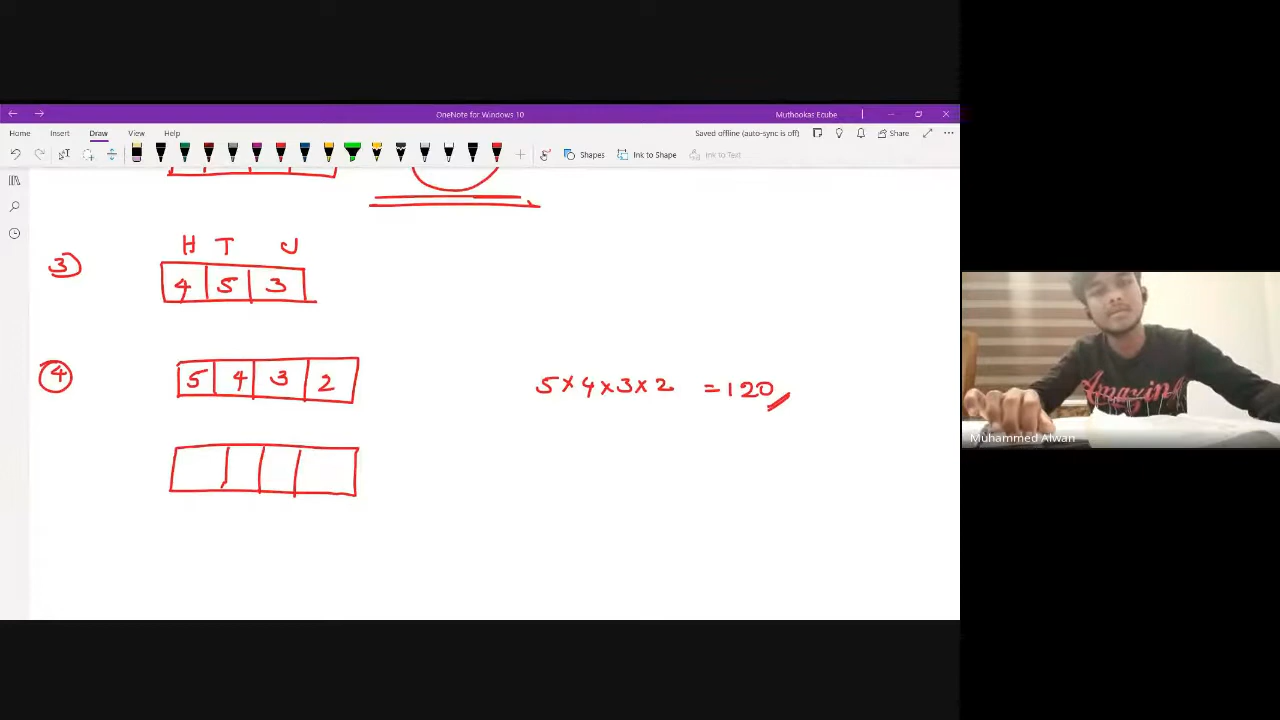 OneNote for Windows 10
Muthookas Ecube
Home Insert Draw View Help
Saved offline (auto-sync is off)
Share
Shapes
Ink to Shape
Ink to Text
H T U
3 4 5 3
4 5 4 3 2
5 × 4 × 3 × 2 = 120
Amazin
Muhammed Alwan